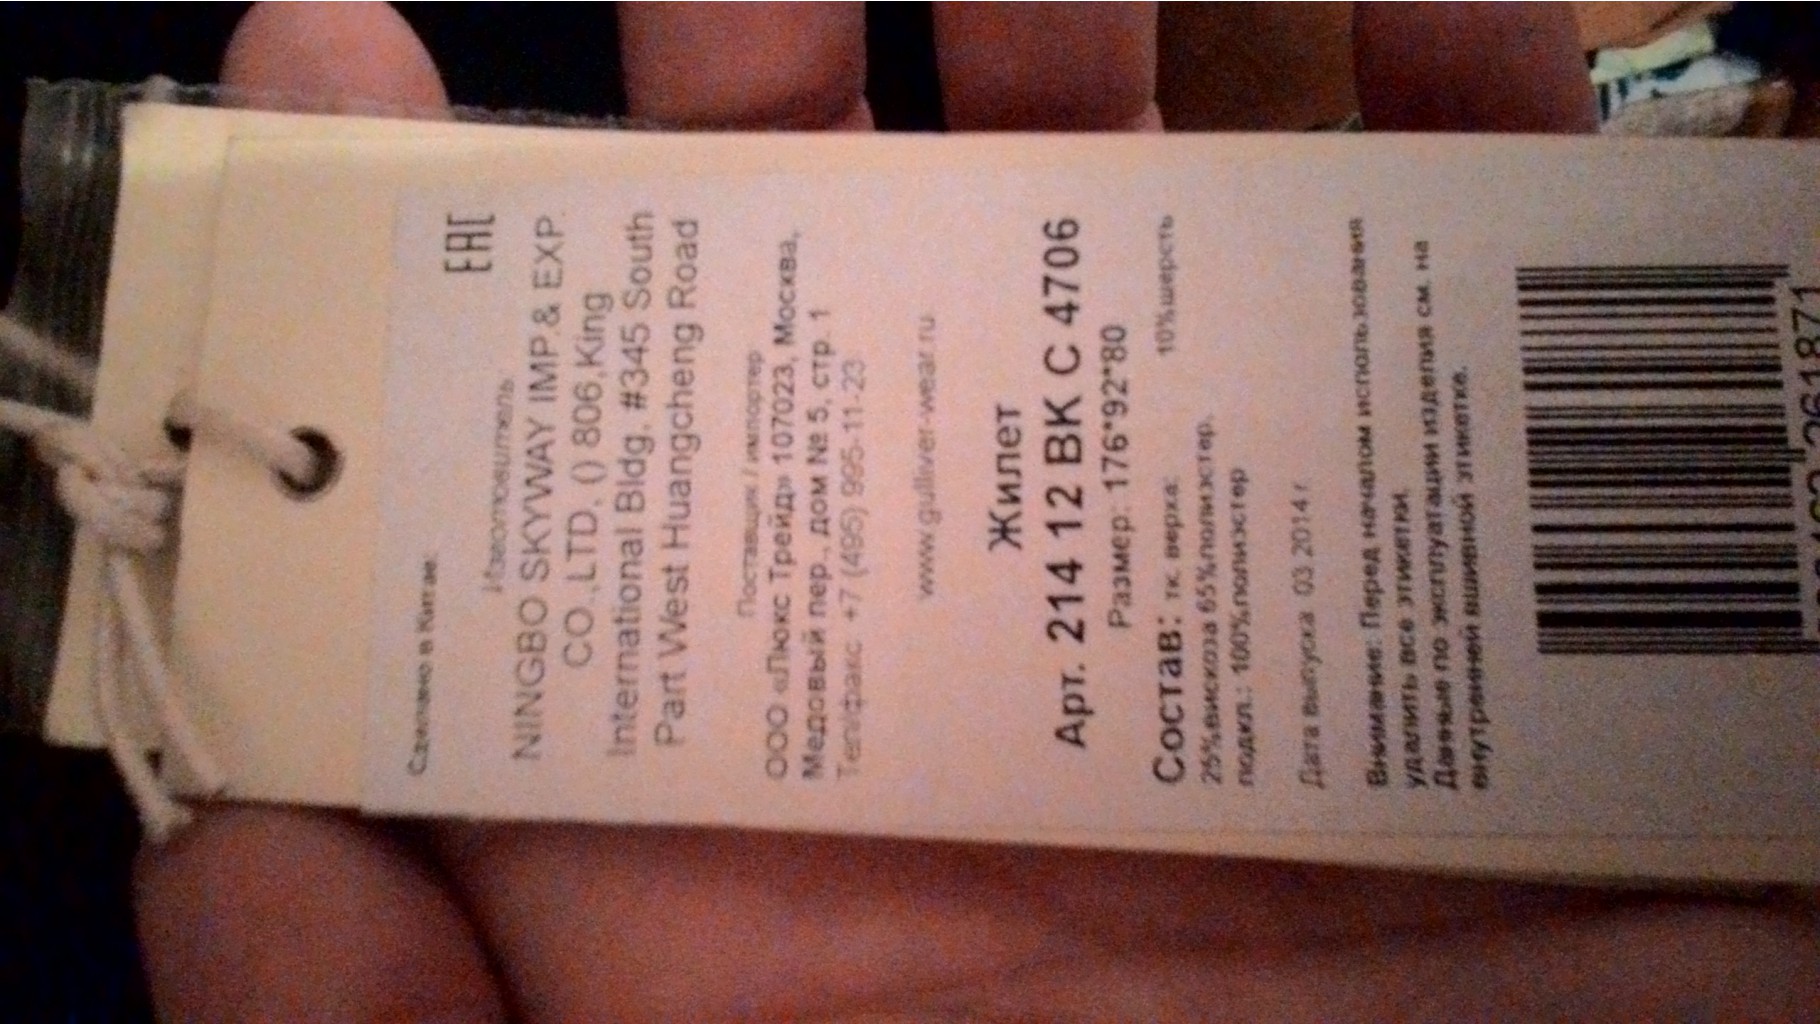 EAC
Сделано в Китае.
Изготовитель:
NINGBO SKYWAY IMP.& EXP.
CO.,LTD, () 806,King
International Bldg. #345 South
Part West Huangcheng Road
Поставщик / импортер
ООО «Люкс Трейд» 107023, Москва,
Медовый пер., дом № 5, стр. 1
Тел/факс +7 (495) 995-11-23
www.gulliver-wear.ru
Жилет
Арт. 214 12 BK C 4706
Размер: 176*92*80
Состав: тк. верха: 10%шерсть
25%вискоза 65%полиэстер,
подкл.: 100%полиэстер
Дата выпуска 03 2014 г.
Внимание: Перед началом использования
удалить все этикетки.
Данные по эксплуатации изделия см. на
внутренней вшивной этикетке.